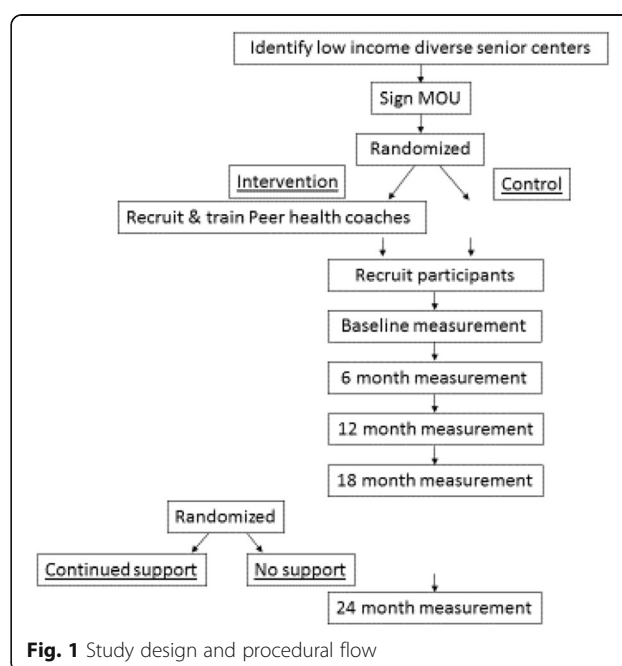 Identify low income diverse senior centers
Sign MOU
Randomized
Intervention
Control
Recruit & train Peer health coaches
Recruit participants
Baseline measurement
6 month measurement
12 month measurement
18 month measurement
Randomized
Continued support
No support
24 month measurement
Fig. 1 Study design and procedural flow